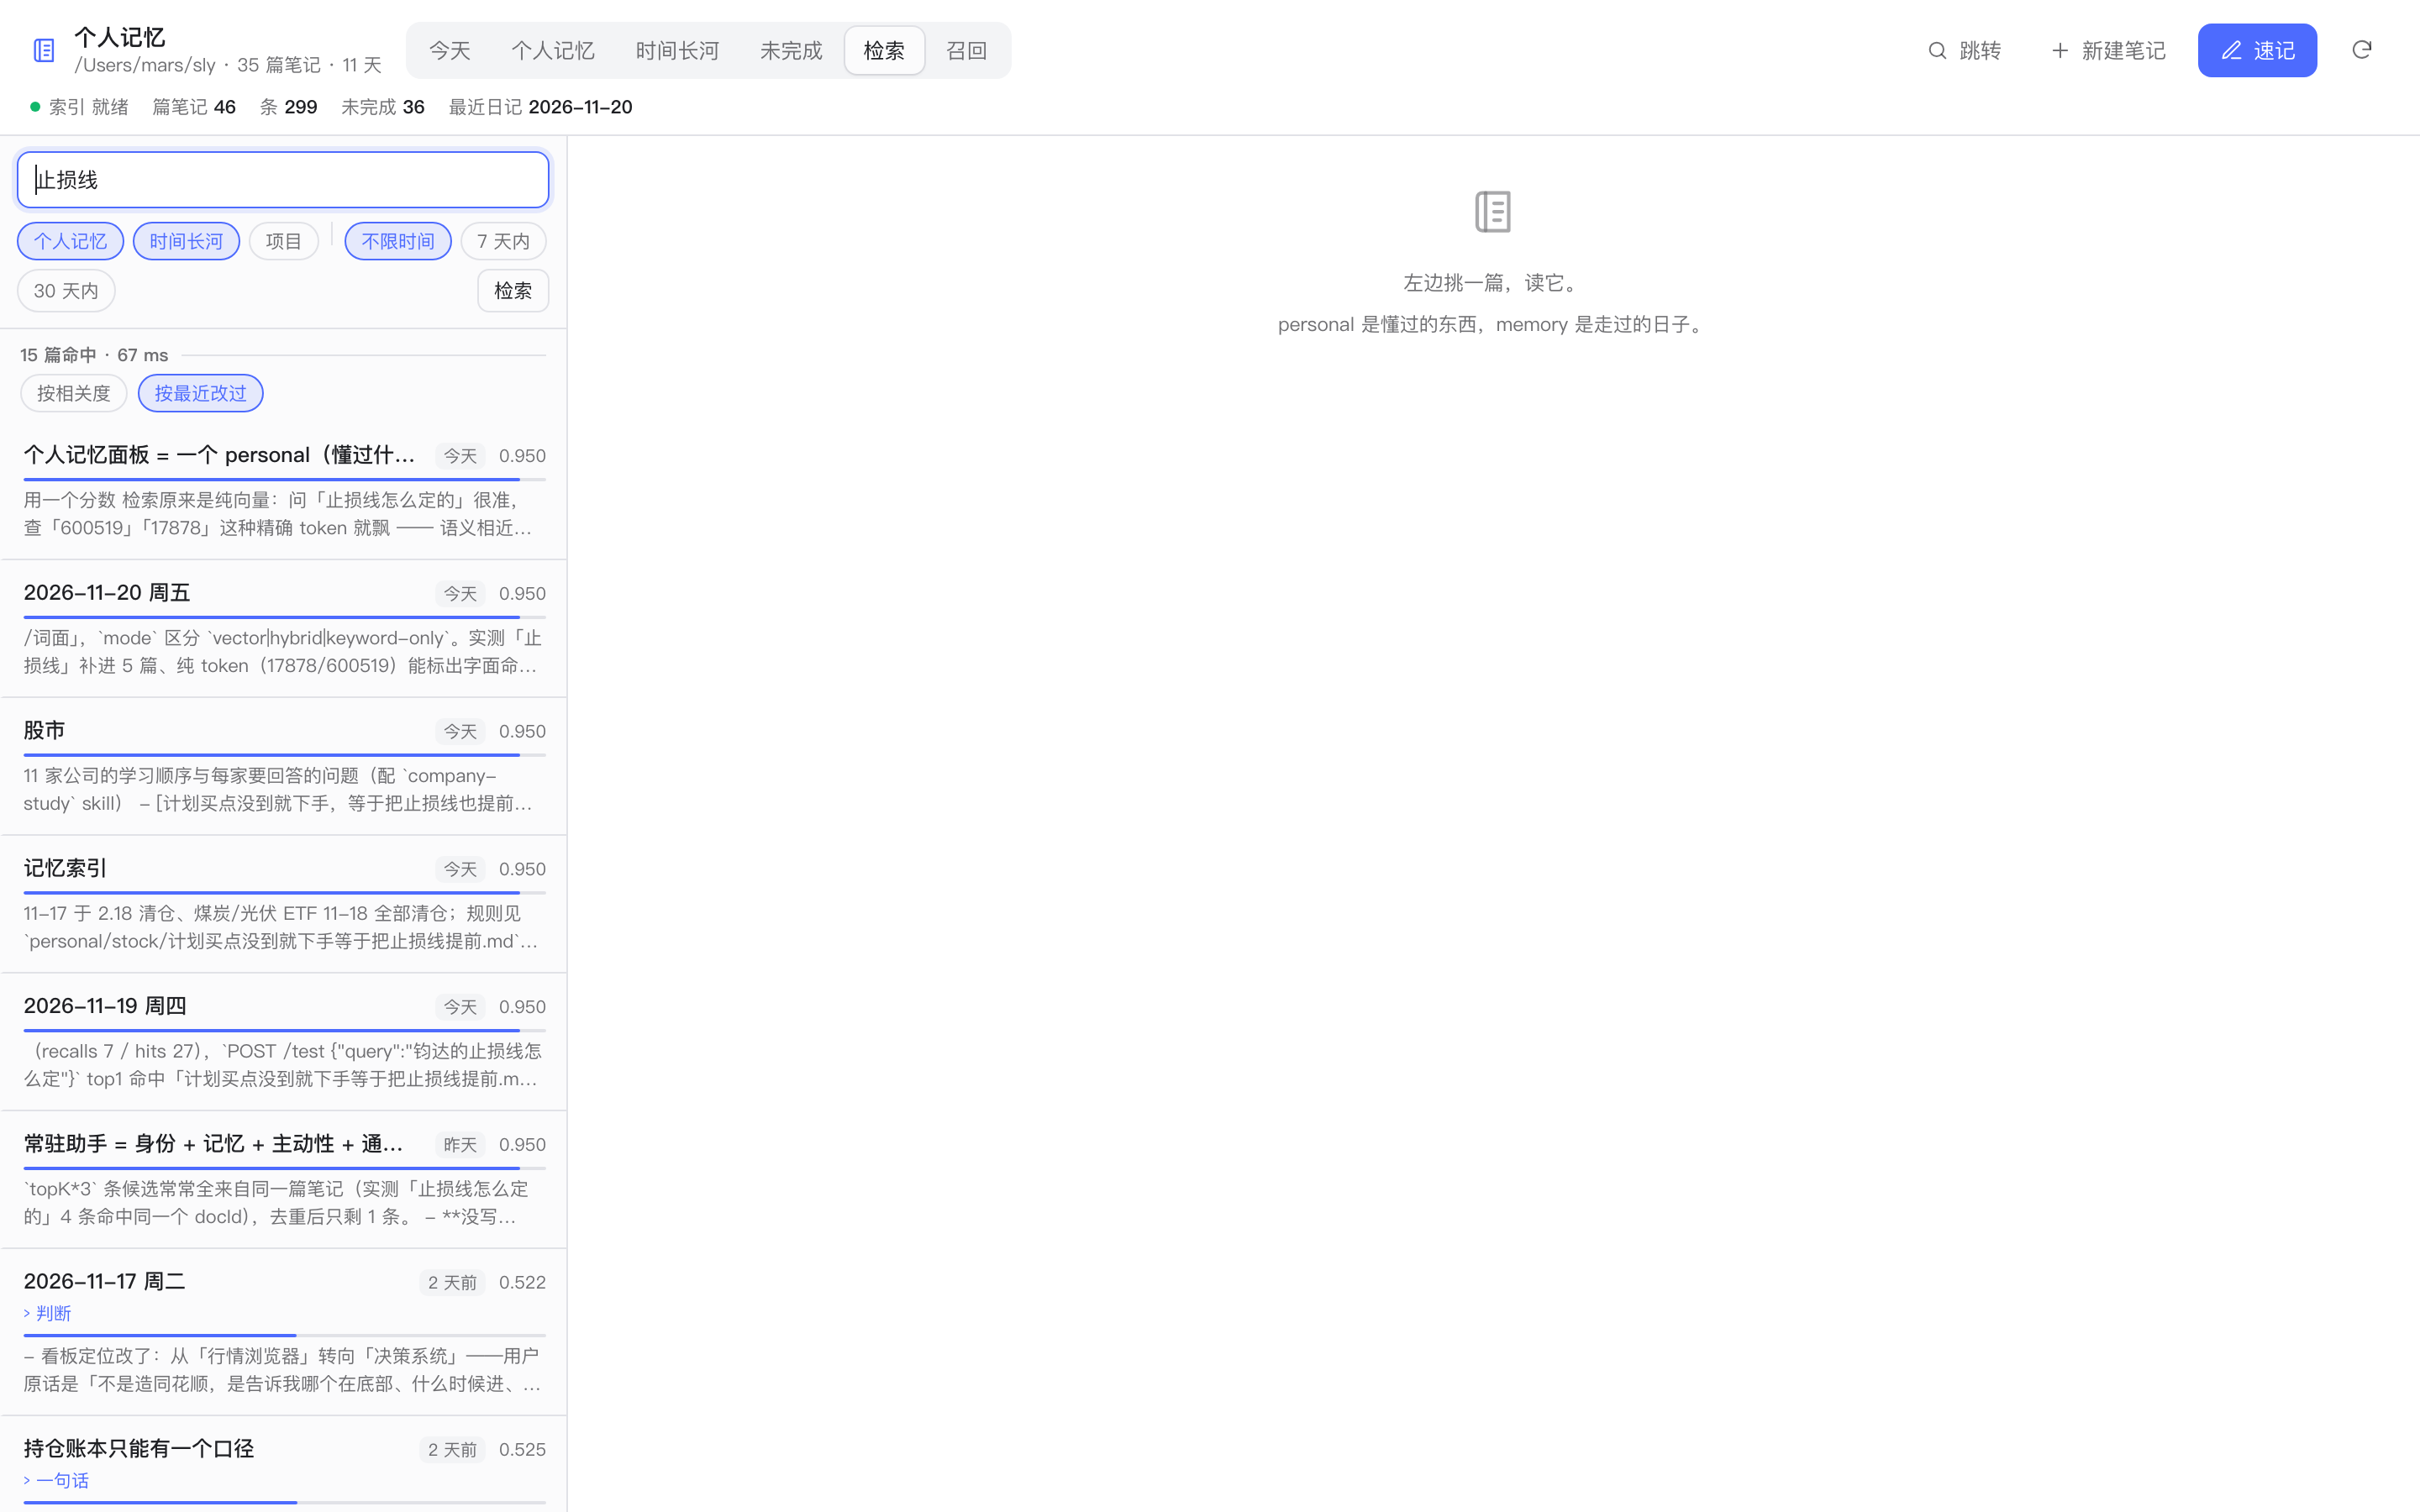 个人记忆
/Users/mars/sly · 35 篇笔记 · 11 天
今天 个人记忆 时间长河 未完成 检索 召回
跳转 新建笔记 速记
索引 就绪 篇笔记 46 条 299 未完成 36 最近日记 2026-11-20
止损线
个人记忆 时间长河 项目 不限时间 7 天内
30 天内 检索
15 篇命中 · 67 ms
按相关度 按最近改过
个人记忆面板 = 一个 personal（懂过什… 今天 0.950
用一个分数 检索原来是纯向量：问「止损线怎么定的」很准，
查「600519」「17878」这种精确 token 就飘 —— 语义相近…
2026-11-20 周五 今天 0.950
/词面」，`mode` 区分 `vector|hybrid|keyword-only`。实测「止
损线」补进 5 篇、纯 token（17878/600519）能标出字面命…
股市 今天 0.950
11 家公司的学习顺序与每家要回答的问题（配 `company-
study` skill） - [计划买点没到就下手，等于把止损线也提前…
记忆索引 今天 0.950
11-17 于 2.18 清仓、煤炭/光伏 ETF 11-18 全部清仓；规则见
`personal/stock/计划买点没到就下手等于把止损线提前.md`…
2026-11-19 周四 今天 0.950
（recalls 7 / hits 27），`POST /test {"query":"钧达的止损线怎
么定"}` top1 命中「计划买点没到就下手等于把止损线提前.m…
常驻助手 = 身份 + 记忆 + 主动性 + 通… 昨天 0.950
`topK*3` 条候选常常全来自同一篇笔记（实测「止损线怎么定
的」4 条命中同一个 docId），去重后只剩 1 条。 - **没写…
2026-11-17 周二 2 天前 0.522
› 判断
- 看板定位改了：从「行情浏览器」转向「决策系统」——用户
原话是「不是造同花顺，是告诉我哪个在底部、什么时候进、…
持仓账本只能有一个口径 2 天前 0.525
› 一句话
左边挑一篇，读它。
personal 是懂过的东西，memory 是走过的日子。